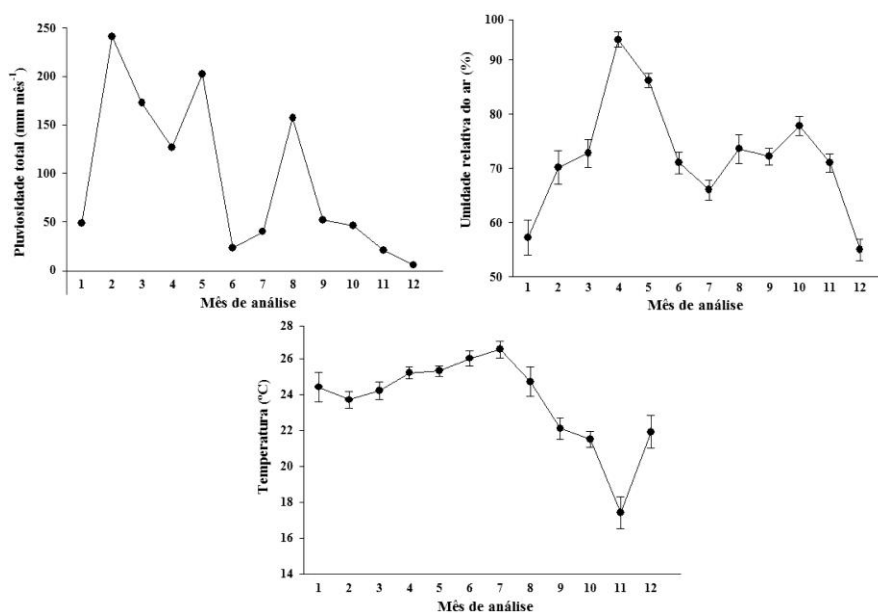 Pluviosidade total (mm mês⁻¹)
250
200
150
100
50
0
1 2 3 4 5 6 7 8 9 10 11 12
Mês de análise
Umidade relativa do ar (%)
100
90
80
70
60
50
1 2 3 4 5 6 7 8 9 10 11 12
Mês de análise
Temperatura (ºC)
28
26
24
22
20
18
16
14
1 2 3 4 5 6 7 8 9 10 11 12
Mês de análise